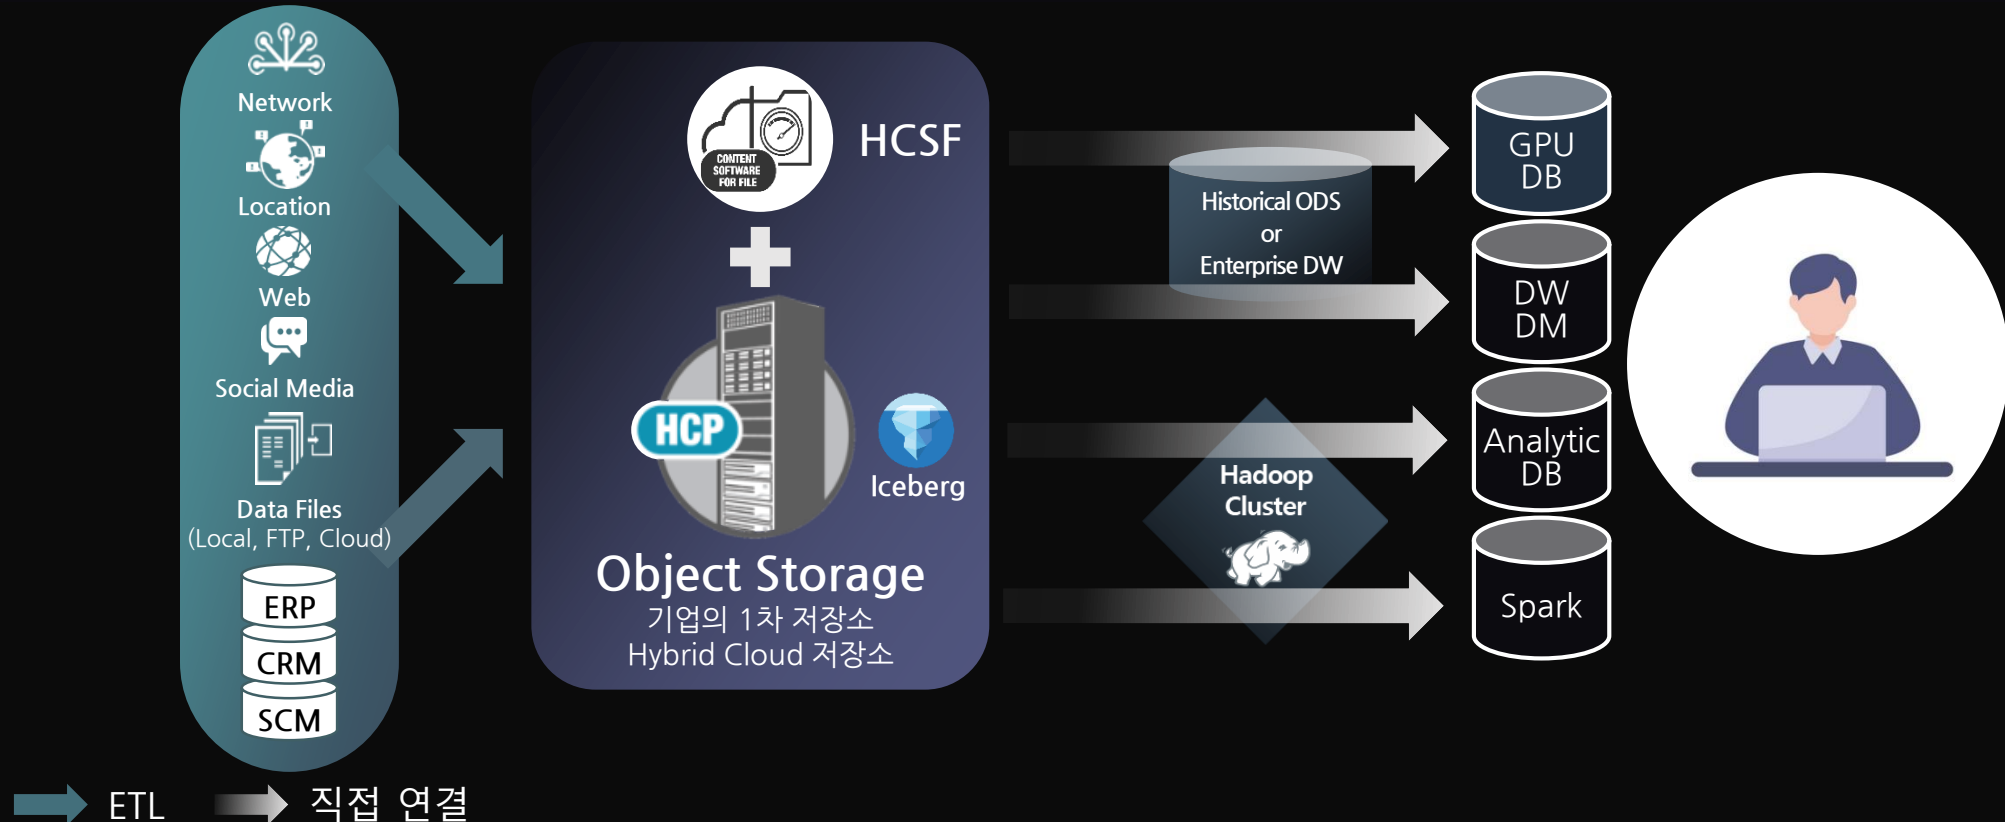 Network
Location
Web
Social Media
Data Files
(Local, FTP, Cloud)
ERP
CRM
SCM
CONTENT
SOFTWARE
FOR FILE
HCSF
HCP
Iceberg
Object Storage
기업의 1차 저장소
Hybrid Cloud 저장소
Historical ODS
or
Enterprise DW
Hadoop
Cluster
GPU
DB
DW
DM
Analytic
DB
Spark
ETL
직접 연결